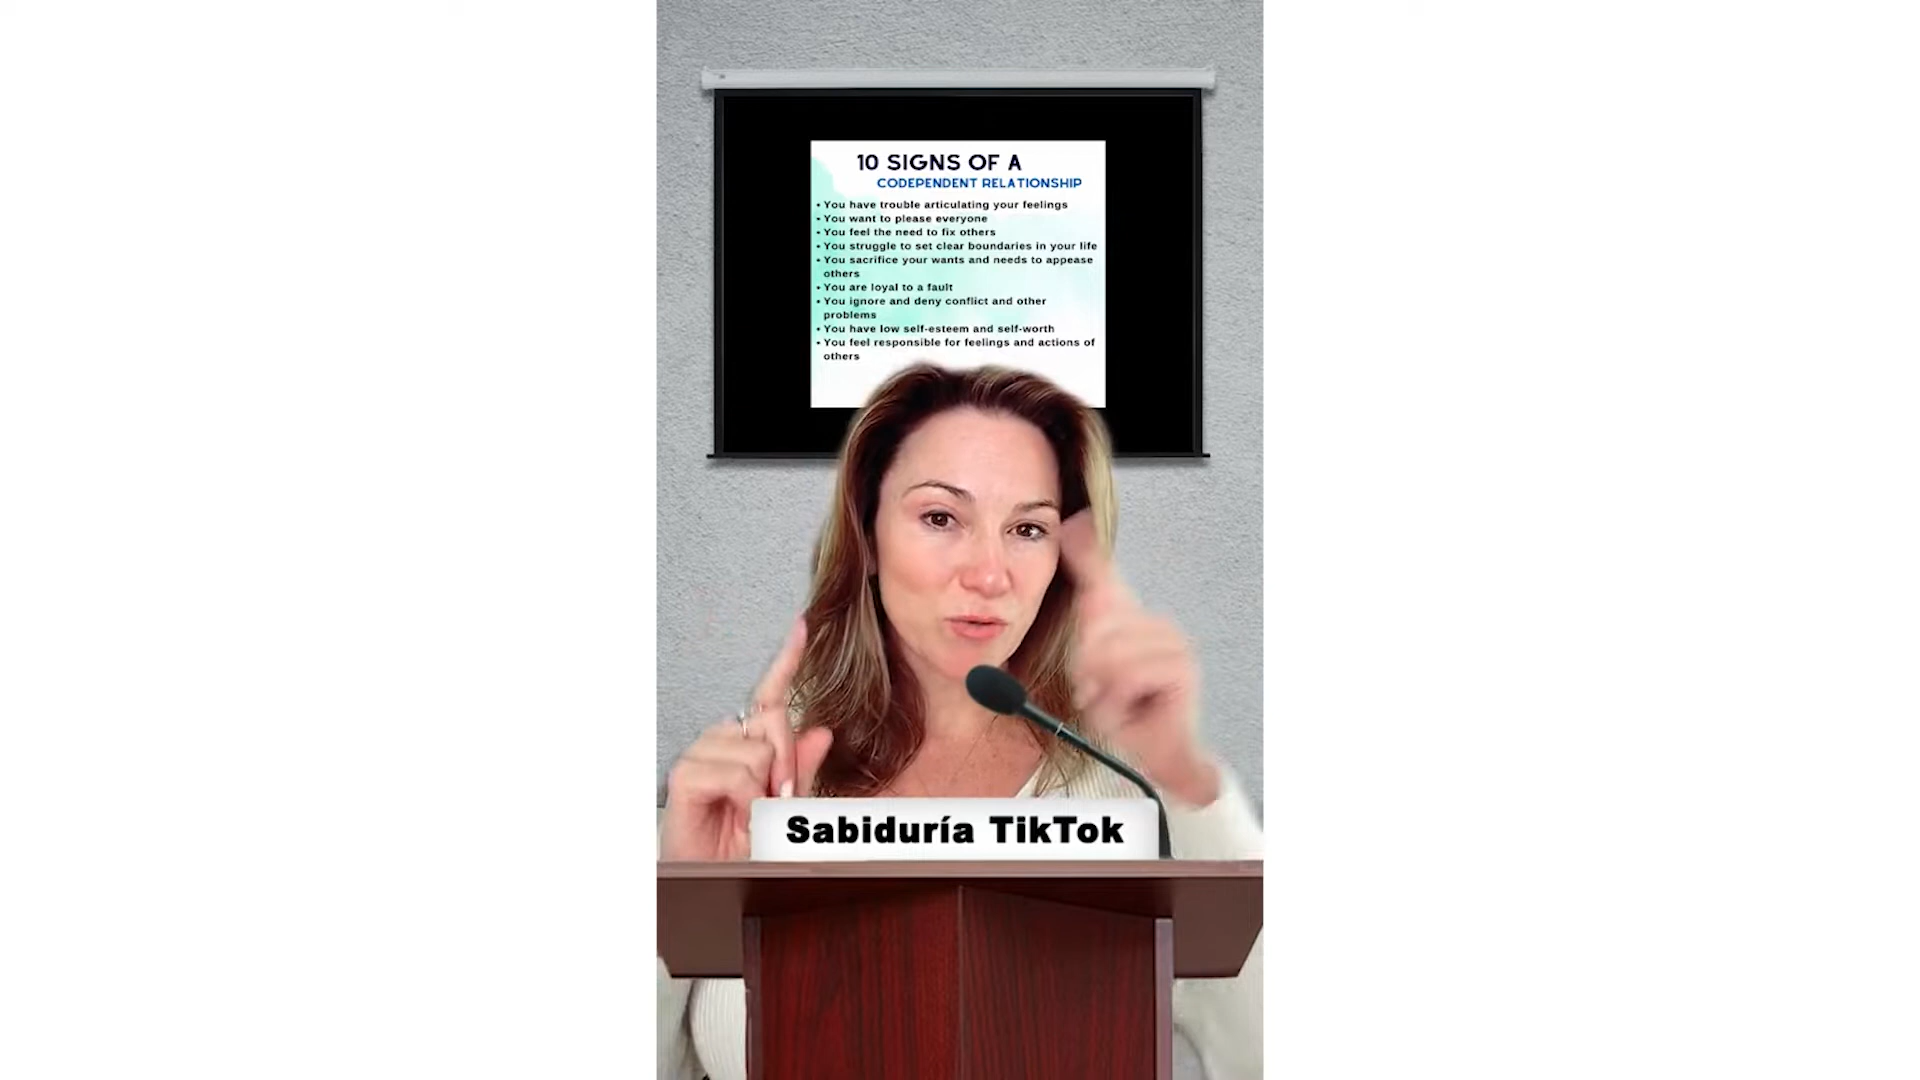 10 SIGNS OF A
CODEPENDENT RELATIONSHIP
• You have trouble articulating your feelings
• You want to please everyone
• You feel the need to fix others
• You struggle to set clear boundaries in your life
• You sacrifice your wants and needs to appease
others
• You are loyal to a fault
• You ignore and deny conflict and other
problems
• You have low self-esteem and self-worth
• You feel responsible for feelings and actions of
others
Sabiduría TikTok